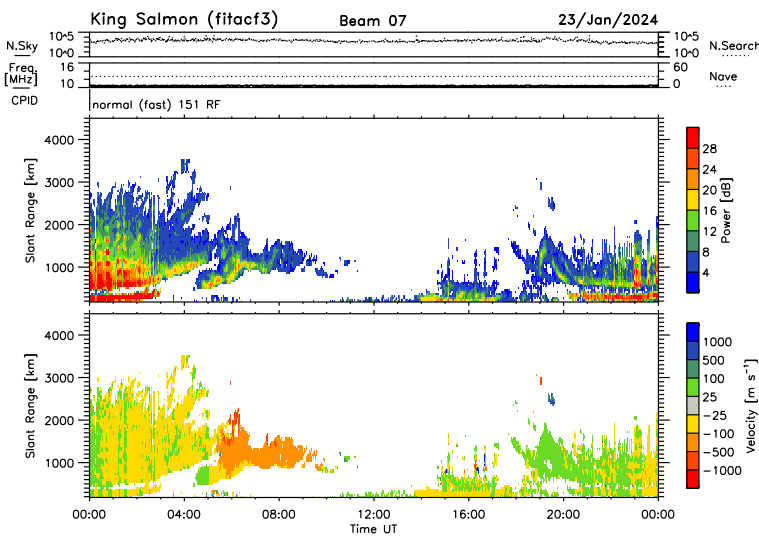 King Salmon (fitacf3) Beam 07 23/Jan/2024
N.Sky 10^5 10^0 10^5 10^0 N.Search
Freq [MHz] 16 10 60 0 Nave
CPID normal (fast) 151 RF
Slant Range [km] 4000 3000 2000 1000
Power [dB] 28 24 20 16 12 8 4
Slant Range [km] 4000 3000 2000 1000
Velocity [m s⁻¹] 1000 500 100 25 −25 −100 −500 −1000
00:00 04:00 08:00 12:00 16:00 20:00 00:00
Time UT